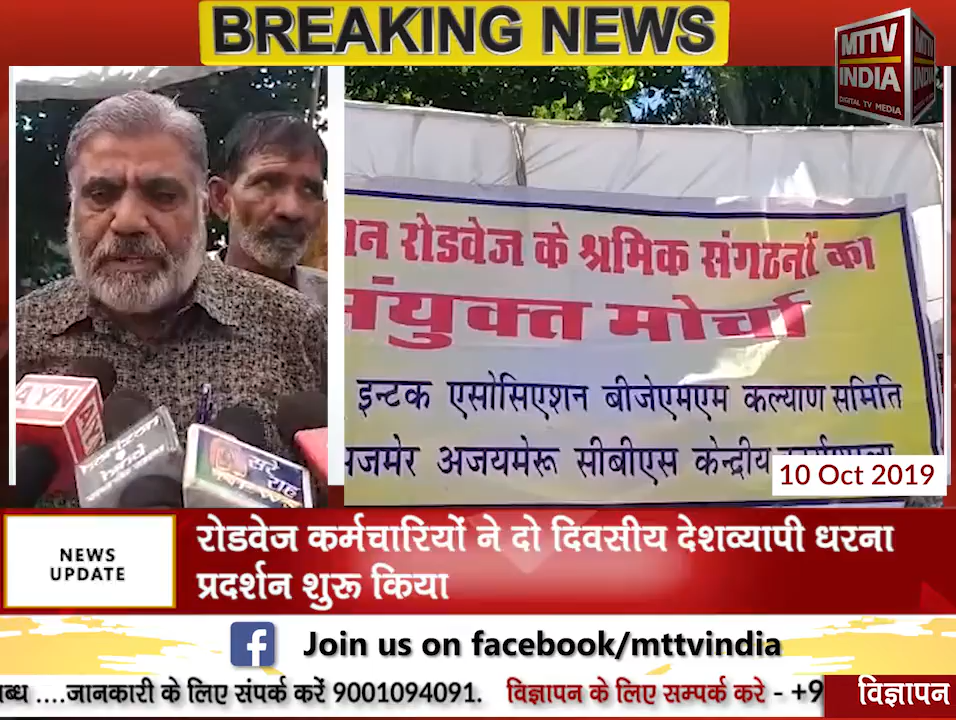 BREAKING NEWS
MTTV
INDIA
DIGITAL TV MEDIA
रोडवेज के श्रमिक संगठनों का
संयुक्त मोर्चा
इन्टक एसोसिएशन बीजेएमएम कल्याण समिति
अजमेर अजयमेरू सीबीएस केन्द्रीय
10 Oct 2019
AYN
सरे
राह
NEWS
UPDATE
रोडवेज कर्मचारियों ने दो दिवसीय देशव्यापी धरना
प्रदर्शन शुरू किया
Join us on facebook/mttvindia
ब्ध ....जानकारी के लिए संपर्क करें 9001094091. विज्ञापन के लिए सम्पर्क करे - +9
विज्ञापन